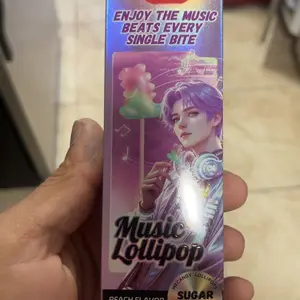 ENJOY THE MUSIC
BEATS EVERY
SINGLE BITE
Music
Lollipop
SUGAR
PEACH FLAVOR